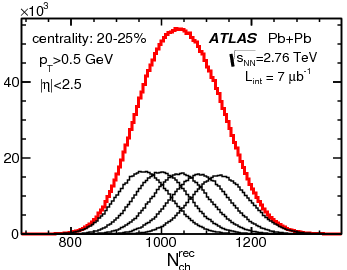 ×10³
centrality: 20-25% ATLAS Pb+Pb
p_T>0.5 GeV √s_NN=2.76 TeV
|η|<2.5 L_int = 7 μb⁻¹
40
20
0
800 1000 1200
N_ch^rec